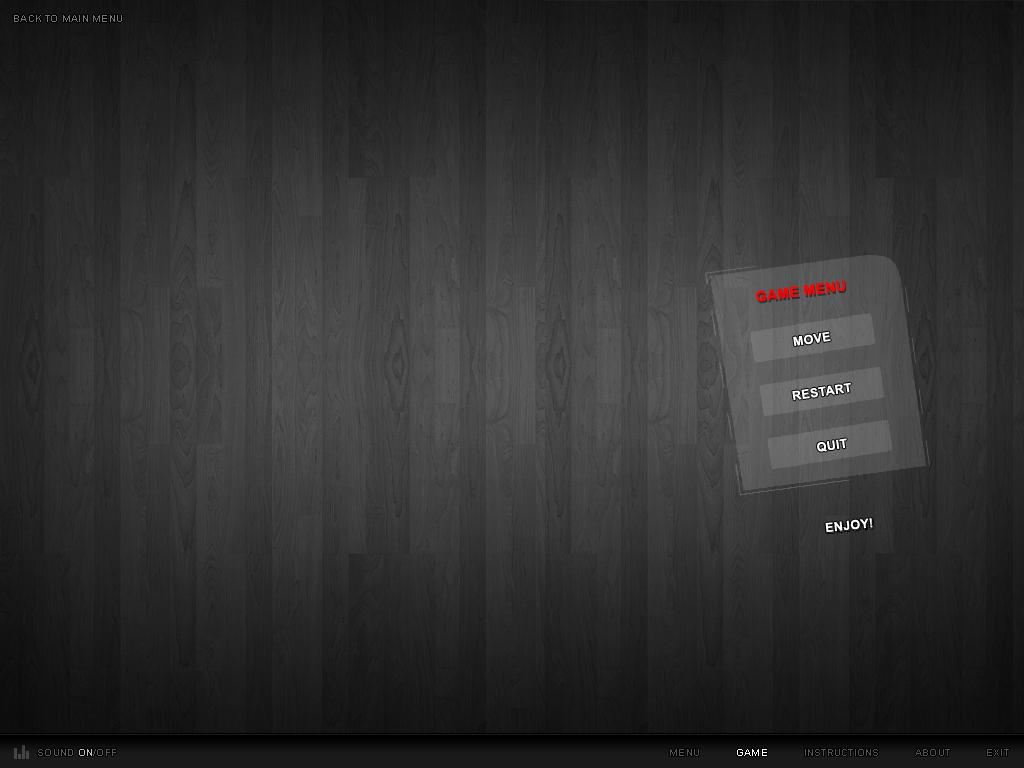 BACK TO MAIN MENU
GAME MENU
MOVE
RESTART
QUIT
ENJOY!
SOUND ON/OFF
MENU GAME INSTRUCTIONS ABOUT EXIT